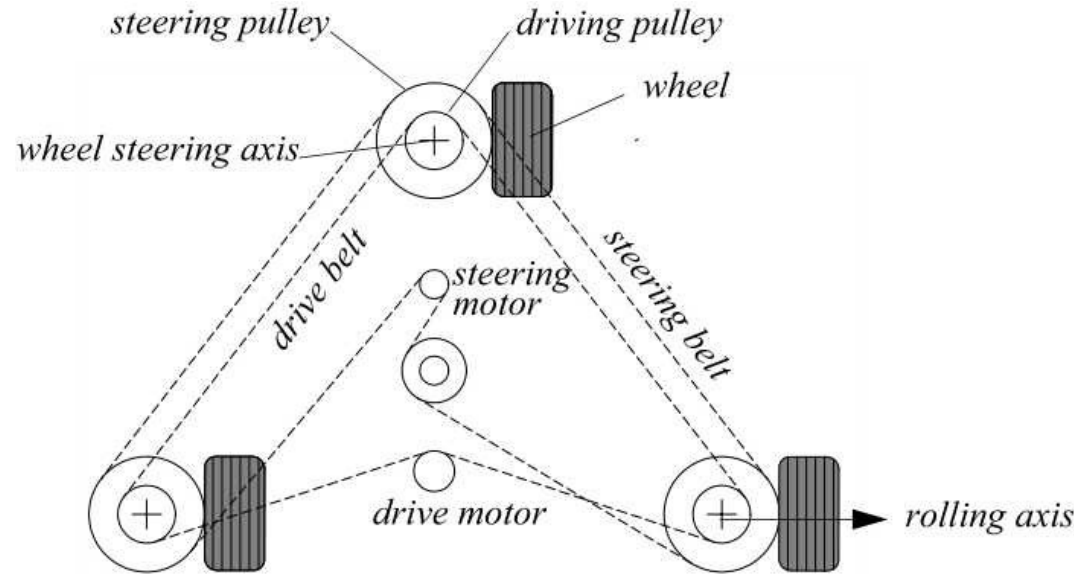 steering pulley
driving pulley
wheel
wheel steering axis
drive belt
steering
motor
steering belt
drive motor
rolling axis